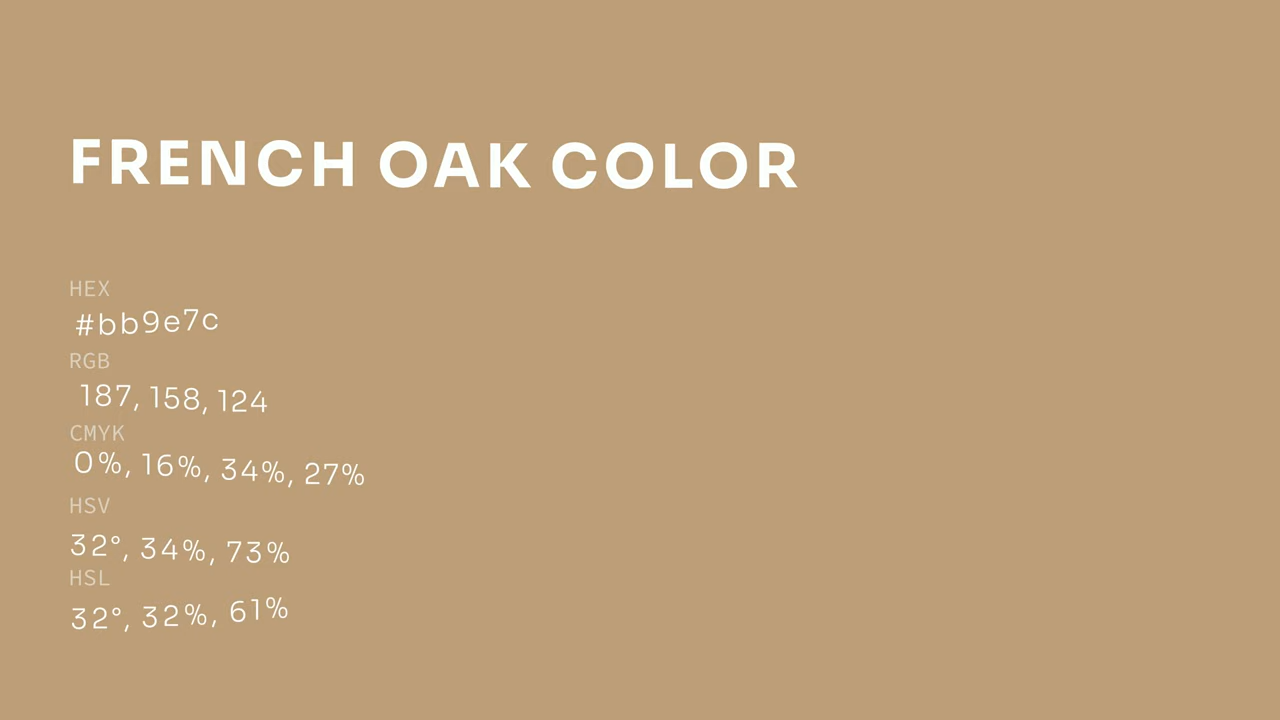 FRENCH OAK COLOR
HEX
#bb9e7c
RGB
187, 158, 124
CMYK
0%, 16%, 34%, 27%
HSV
32°, 34%, 73%
HSL
32°, 32%, 61%